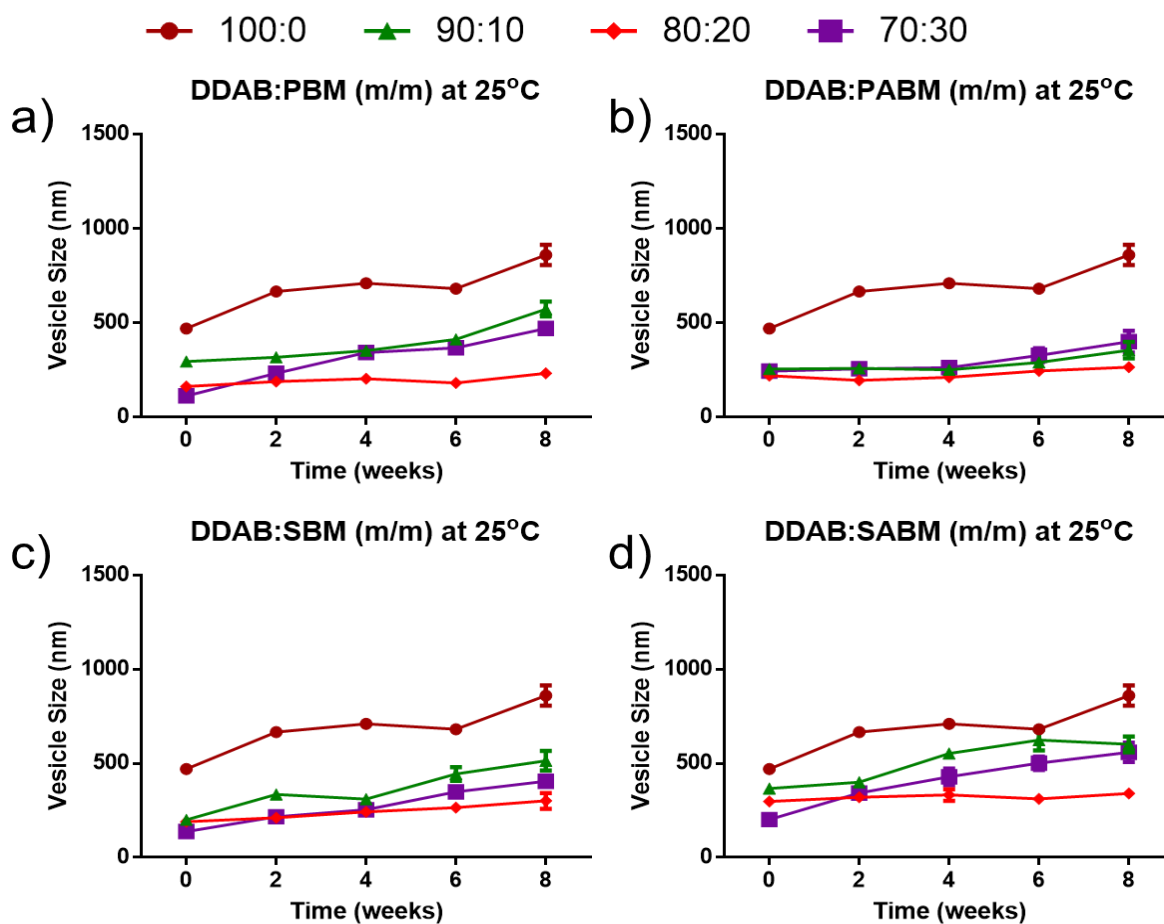 100:0 90:10 80:20 70:30
a)
DDAB:PBM (m/m) at 25°C
Vesicle Size (nm)
1500
1000
500
0
0 2 4 6 8
Time (weeks)
b)
DDAB:PABM (m/m) at 25°C
Vesicle Size (nm)
1500
1000
500
0
0 2 4 6 8
Time (weeks)
c)
DDAB:SBM (m/m) at 25°C
Vesicle Size (nm)
1500
1000
500
0
0 2 4 6 8
Time (weeks)
d)
DDAB:SABM (m/m) at 25°C
Vesicle Size (nm)
1500
1000
500
0
0 2 4 6 8
Time (weeks)